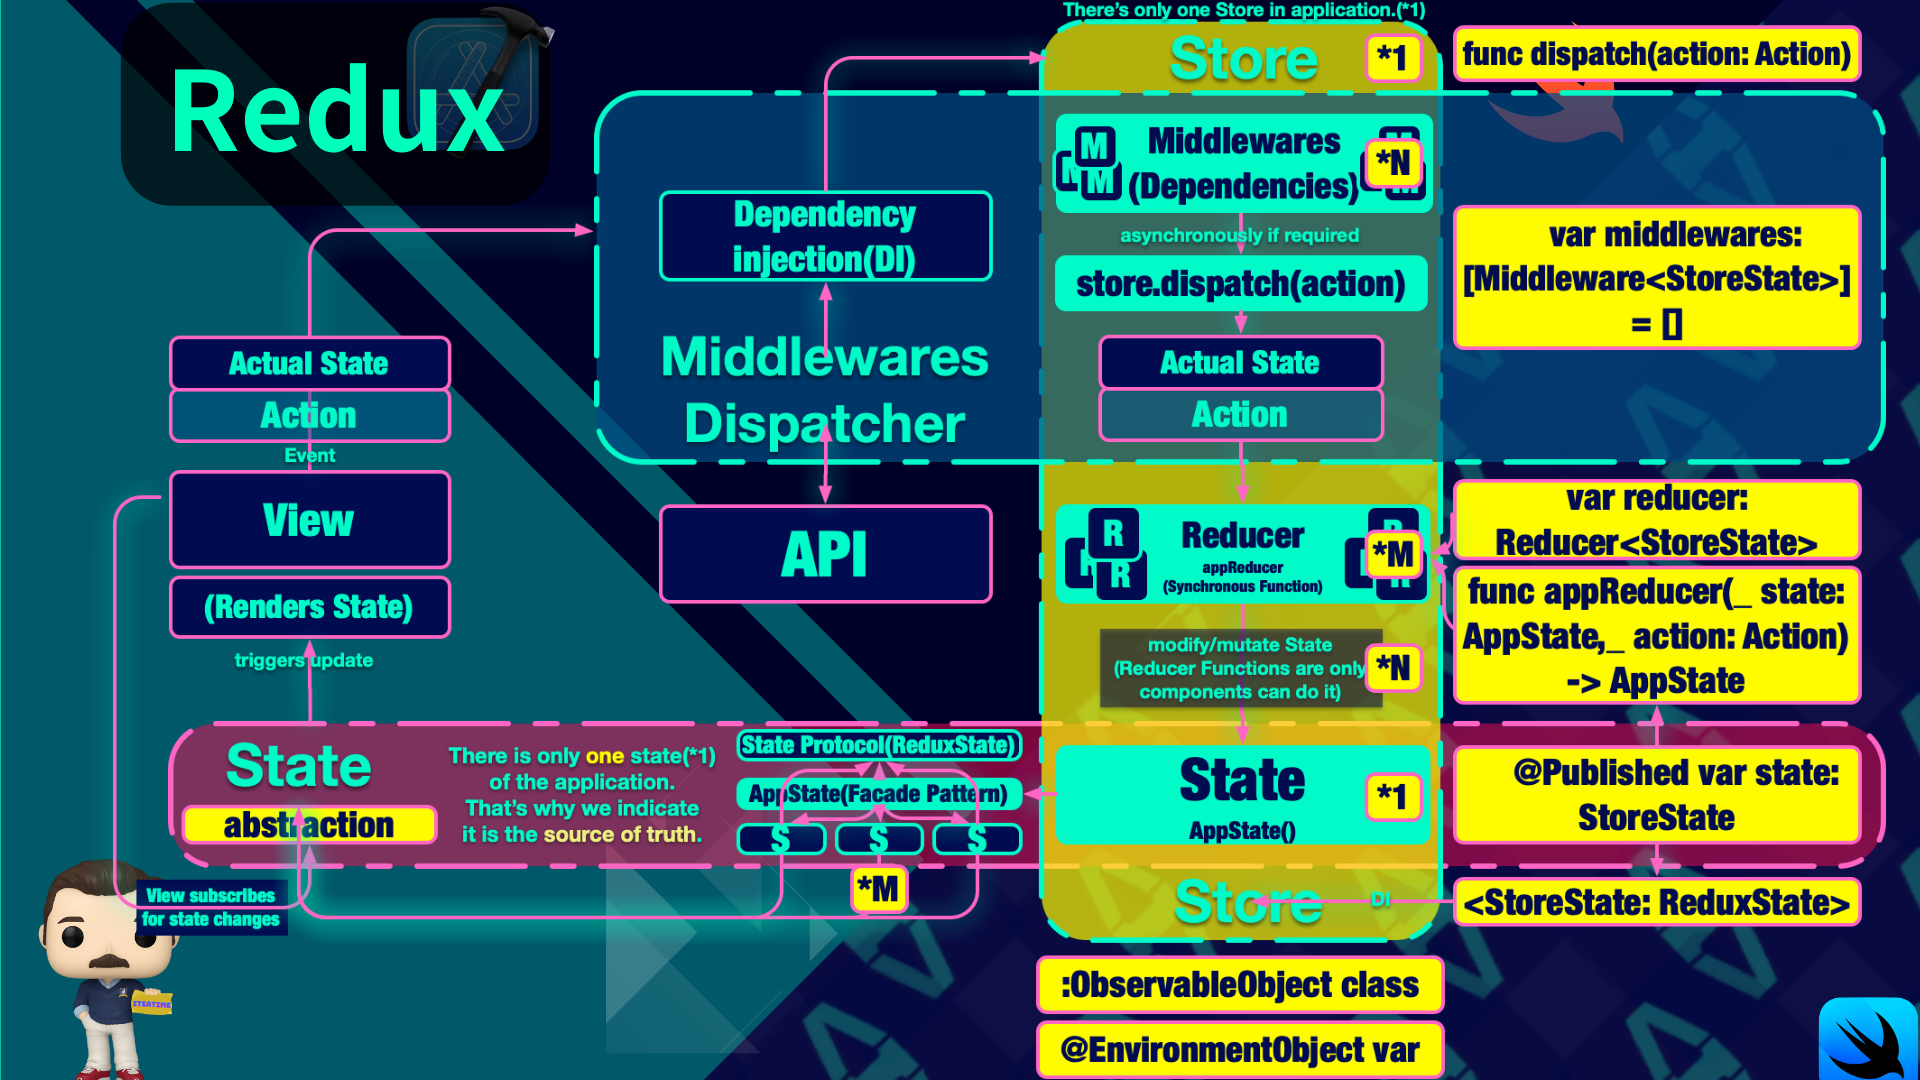 There's only one Store in application.(*1)
Redux
Store
*1
func dispatch(action: Action)
M
M
Middlewares
(Dependencies)
*N
Dependency
injection(DI)
asynchronously if required
store.dispatch(action)
var middlewares:
[Middleware<StoreState>]
= []
Middlewares
Dispatcher
Actual State
Action
Actual State
Action
Event
View
(Renders State)
triggers update
API
R
R
Reducer
appReducer
(Synchronous Function)
*M
var reducer:
Reducer<StoreState>
func appReducer(_ state:
AppState,_ action: Action)
-> AppState
modify/mutate State
(Reducer Functions are only
components can do it)
*N
State
abstraction
There is only one state(*1)
of the application.
That's why we indicate
it is the source of truth.
State Protocol(ReduxState)
AppState(Facade Pattern)
S
S
S
*M
State
AppState()
*1
@Published var state:
StoreState
View subscribes
for state changes
Store
DI
<StoreState: ReduxState>
:ObservableObject class
@EnvironmentObject var
ITEATIME